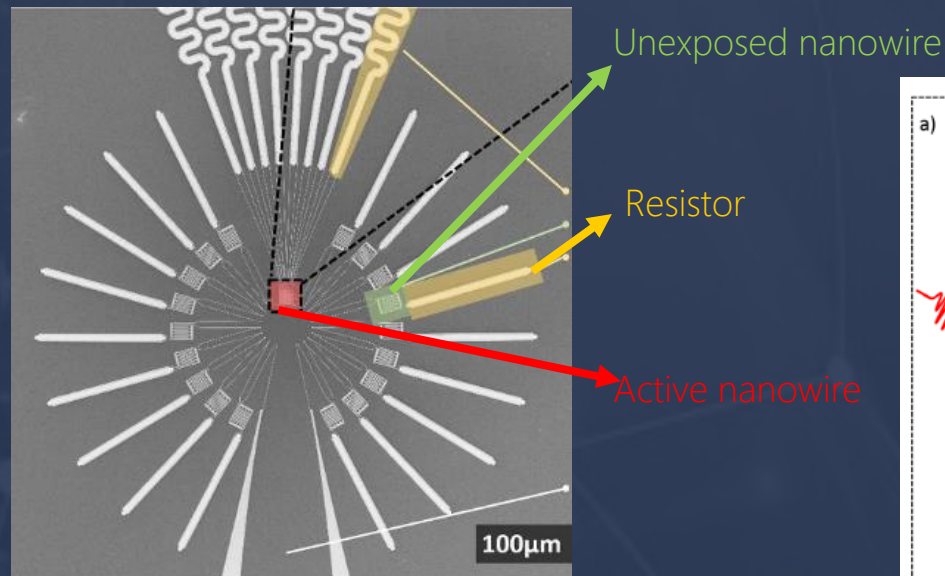 Unexposed nanowire
a)
Resistor
Active nanowire
100μm